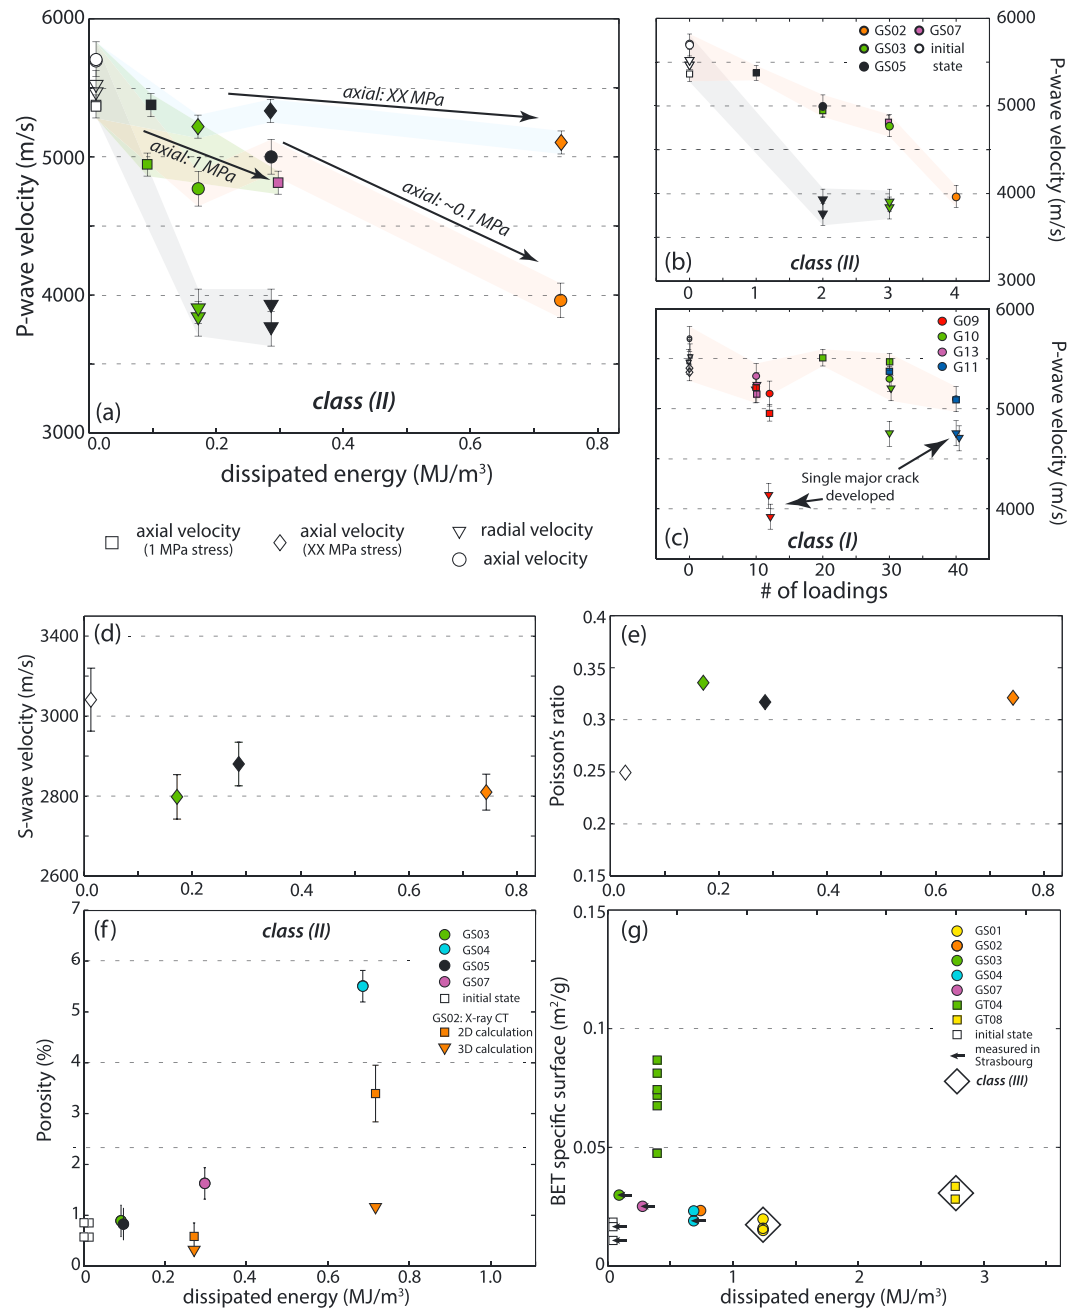 6000
5000
4000
3000
P-wave velocity (m/s)
axial: XX MPa
axial: 1 MPa
axial: ~0.1 MPa
(a)
class (II)
0.0
0.2
0.4
0.6
0.8
dissipated energy (MJ/m³)
axial velocity
(1 MPa stress)
axial velocity
(XX MPa stress)
radial velocity
axial velocity
GS02
GS07
GS03
initial
GS05
state
6000
5000
4000
3000
P-wave velocity (m/s)
(b)
class (II)
0
1
2
3
4
G09
G10
G13
G11
6000
5000
4000
P-wave velocity (m/s)
Single major crack
developed
(c)
class (I)
0
10
20
30
40
# of loadings
(d)
3400
3000
2800
2600
S-wave velocity (m/s)
0.0
0.2
0.4
0.6
0.8
(e)
0.4
0.35
0.3
0.25
0.2
0.15
Poisson's ratio
0.0
0.2
0.4
0.6
0.8
(f)
class (II)
7
6
5
4
3
2
1
0
Porosity (%)
GS03
GS04
GS05
GS07
initial state
GS02: X-ray CT
2D calculation
3D calculation
0
0.2
0.4
0.6
0.8
1.0
dissipated energy (MJ/m³)
(g)
0.15
0.1
0.05
0
BET specific surface (m²/g)
GS01
GS02
GS03
GS04
GS07
GT04
GT08
initial state
measured in
Strasbourg
class (III)
0
1
2
3
dissipated energy (MJ/m³)